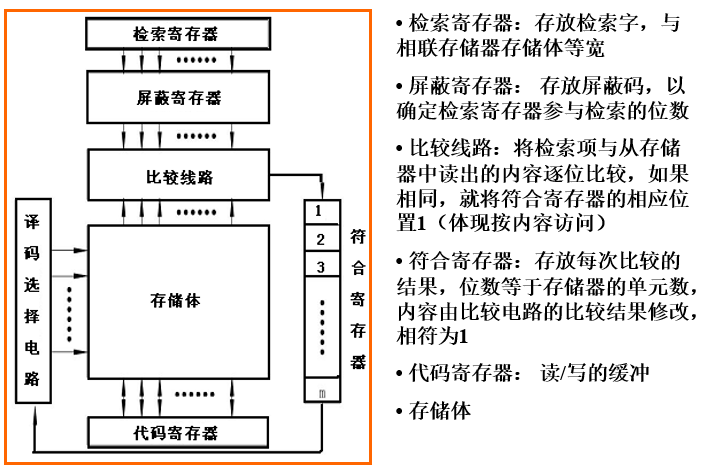 检索寄存器
屏蔽寄存器
比较线路
译码选择电路
存储体
1
2
3
m
符合寄存器
代码寄存器
• 检索寄存器：存放检索字，与
相联存储器存储体等宽
• 屏蔽寄存器： 存放屏蔽码，以
确定检索寄存器参与检索的位数
• 比较线路：将检索项与从存储
器中读出的内容逐位比较，如果
相同，就将符合寄存器的相应位
置1（体现按内容访问）
• 符合寄存器：存放每次比较的
结果，位数等于存储器的单元数，
内容由比较电路的比较结果修改，
相符为1
• 代码寄存器： 读/写的缓冲
• 存储体